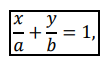 x/a + y/b = 1,